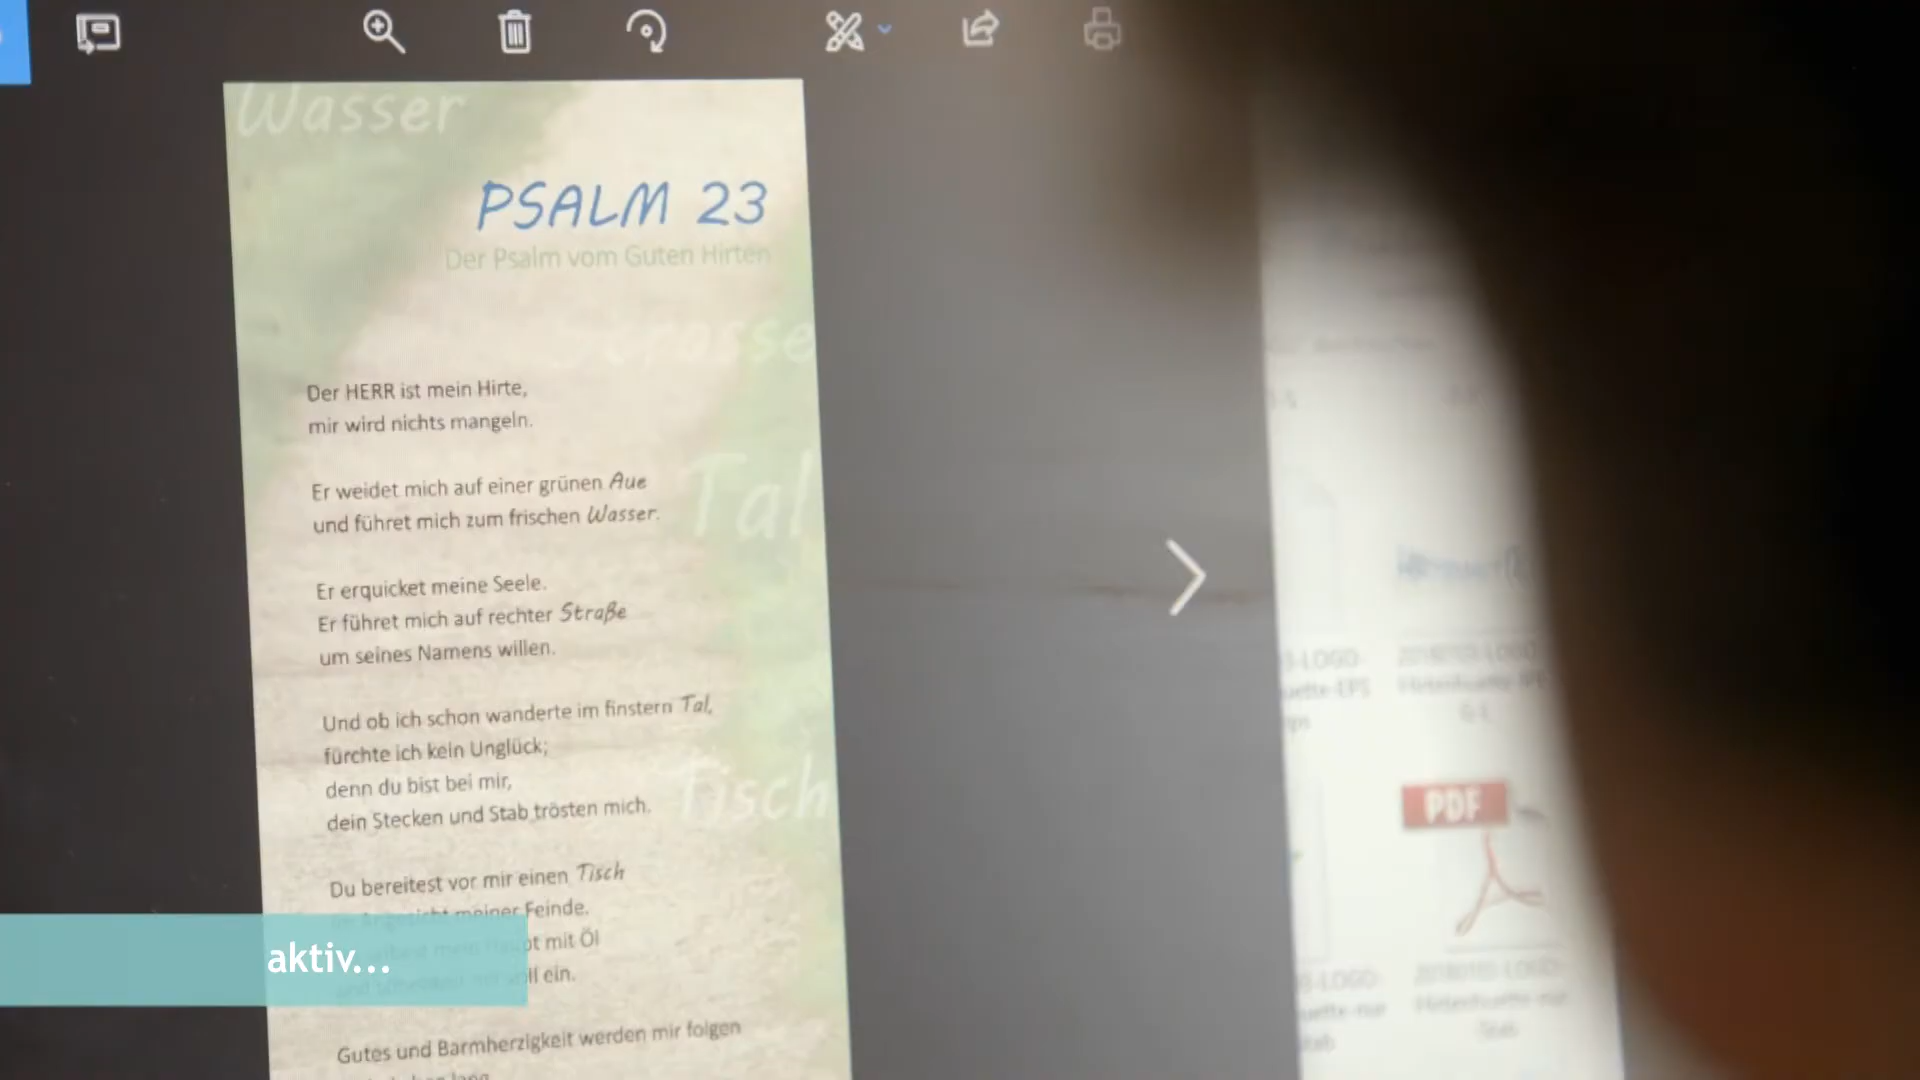 Wasser
PSALM 23
Der Psalm vom Guten Hirten
Der HERR ist mein Hirte,
mir wird nichts mangeln.
Er weidet mich auf einer grünen Aue
und führet mich zum frischen Wasser.
Tal
Er erquicket meine Seele.
Er führet mich auf rechter Straße
um seines Namens willen.
Und ob ich schon wanderte im finstern Tal,
fürchte ich kein Unglück;
denn du bist bei mir,
dein Stecken und Stab trösten mich.
Tisch
Du bereitest vor mir einen Tisch
meiner Feinde.
mit Öl
ein.
Gutes und Barmherzigkeit werden mir folgen
aktiv...
PDF